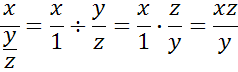 x/(y/z) = x/1 ÷ y/z = x/1 · z/y = xz/y